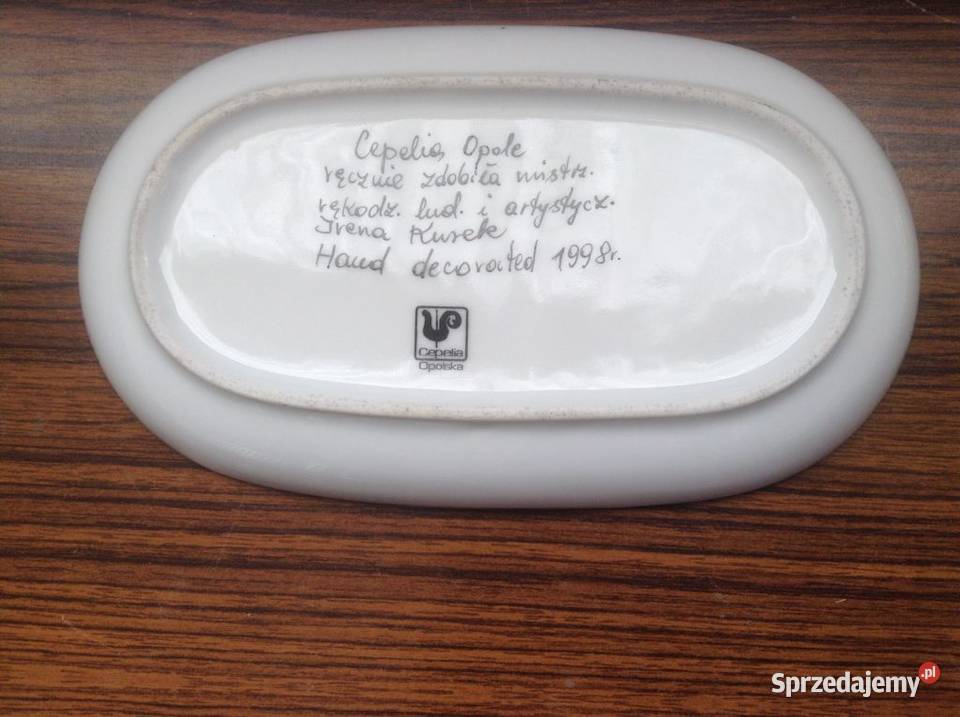 Cepelia Opole
ręcznie zdobiła mistrz.
rękodz. lud. i artystycz.
Irena Kurek
Hand decorated 1998r.
Cepelia
Opolska
Sprzedajemy.pl